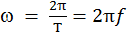 ω = 2π/T = 2πf